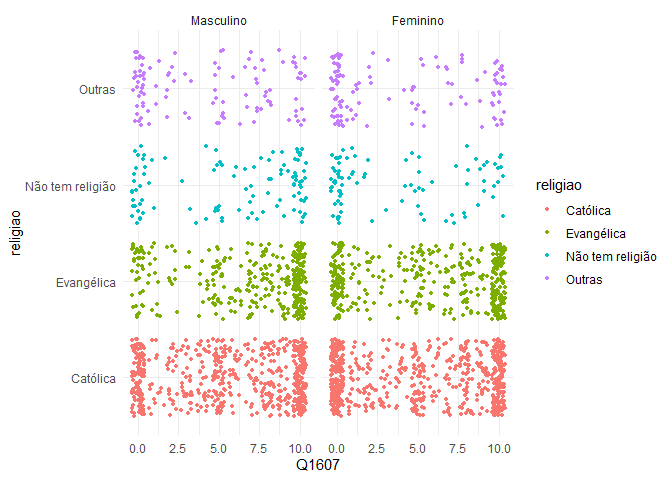 Masculino Feminino
religiao
Outras
Não tem religião
Evangélica
Católica
0.0 2.5 5.0 7.5 10.0 0.0 2.5 5.0 7.5 10.0
Q1607
religiao
Católica
Evangélica
Não tem religião
Outras